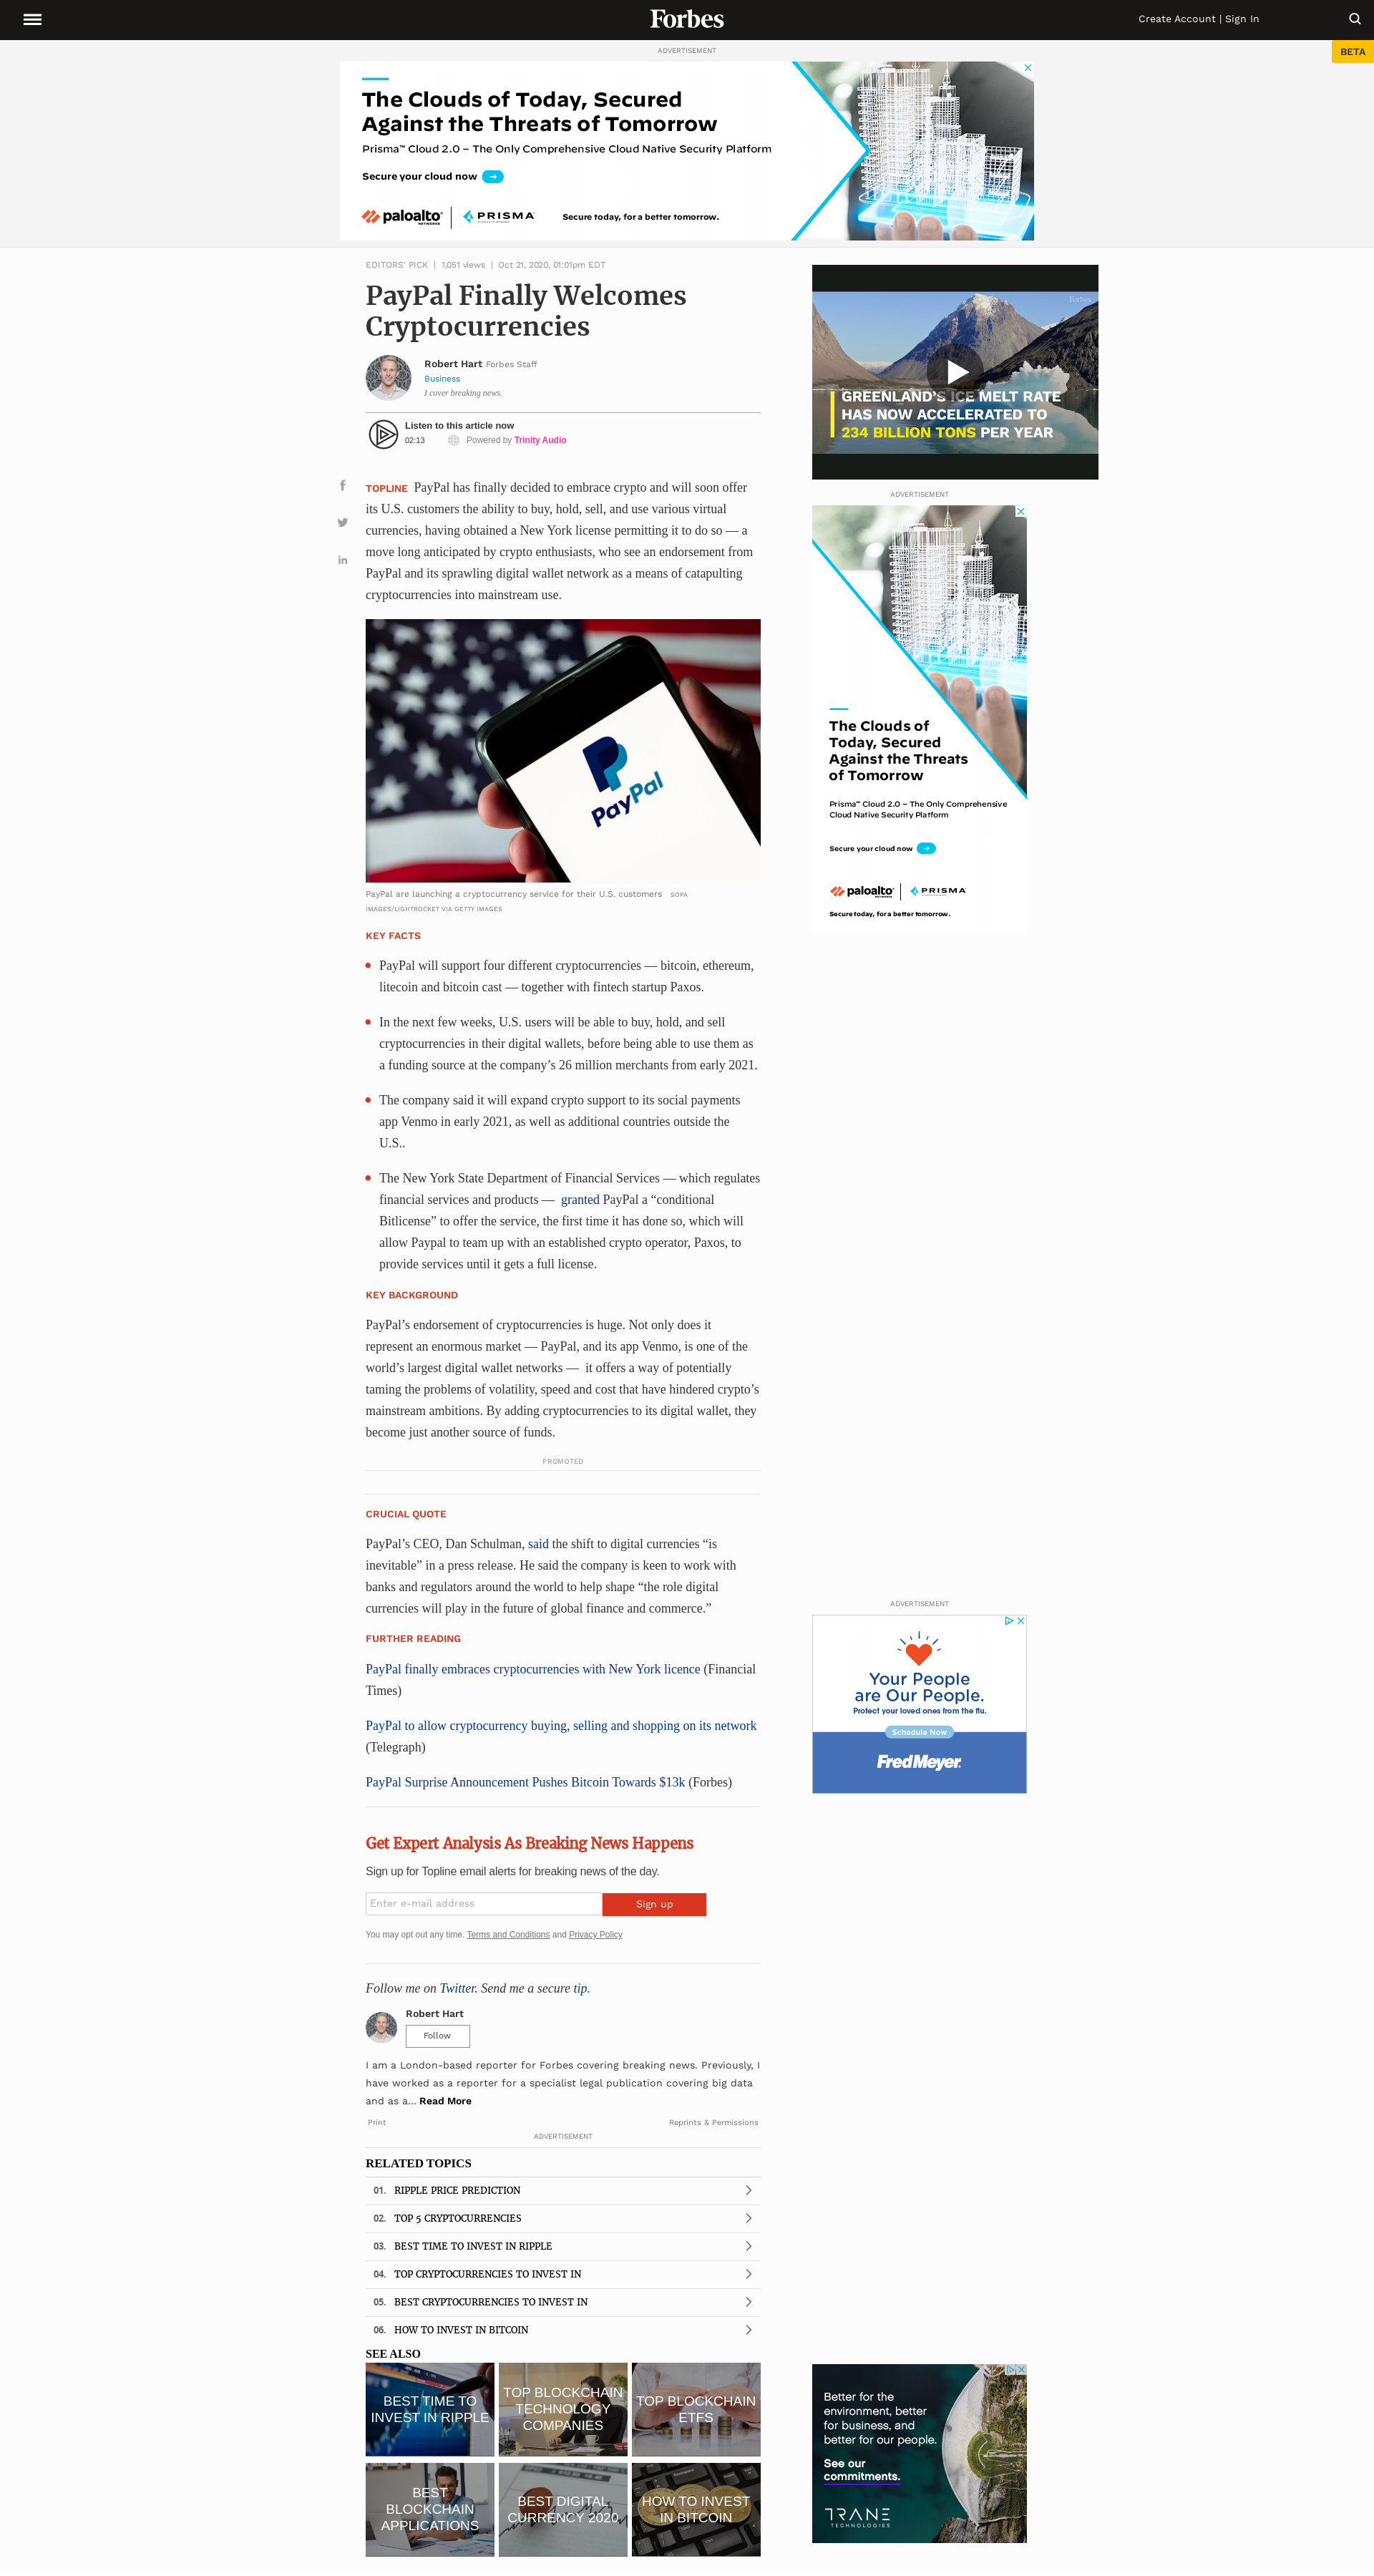 Forbes
Create Account | Sign In
BETA
ADVERTISEMENT
The Clouds of Today, Secured
Against the Threats of Tomorrow
Prisma™ Cloud 2.0 – The Only Comprehensive Cloud Native Security Platform
Secure your cloud now
paloalto NETWORKS
PRISMA
Secure today, for a better tomorrow.
EDITORS' PICK | 1,051 views | Oct 21, 2020, 01:01pm EDT
PayPal Finally Welcomes
Cryptocurrencies
Robert Hart Forbes Staff
Business
I cover breaking news.
Listen to this article now
02:13 Powered by Trinity Audio
TOPLINE PayPal has finally decided to embrace crypto and will soon offer
its U.S. customers the ability to buy, hold, sell, and use various virtual
currencies, having obtained a New York license permitting it to do so — a
move long anticipated by crypto enthusiasts, who see an endorsement from
PayPal and its sprawling digital wallet network as a means of catapulting
cryptocurrencies into mainstream use.
PayPal
PayPal are launching a cryptocurrency service for their U.S. customers SOPA
IMAGES/LIGHTROCKET VIA GETTY IMAGES
KEY FACTS
PayPal will support four different cryptocurrencies — bitcoin, ethereum,
litecoin and bitcoin cast — together with fintech startup Paxos.
In the next few weeks, U.S. users will be able to buy, hold, and sell
cryptocurrencies in their digital wallets, before being able to use them as
a funding source at the company’s 26 million merchants from early 2021.
The company said it will expand crypto support to its social payments
app Venmo in early 2021, as well as additional countries outside the
U.S..
The New York State Department of Financial Services — which regulates
financial services and products — granted PayPal a “conditional
Bitlicense” to offer the service, the first time it has done so, which will
allow Paypal to team up with an established crypto operator, Paxos, to
provide services until it gets a full license.
KEY BACKGROUND
PayPal’s endorsement of cryptocurrencies is huge. Not only does it
represent an enormous market — PayPal, and its app Venmo, is one of the
world’s largest digital wallet networks — it offers a way of potentially
taming the problems of volatility, speed and cost that have hindered crypto’s
mainstream ambitions. By adding cryptocurrencies to its digital wallet, they
become just another source of funds.
PROMOTED
CRUCIAL QUOTE
PayPal’s CEO, Dan Schulman, said the shift to digital currencies “is
inevitable” in a press release. He said the company is keen to work with
banks and regulators around the world to help shape “the role digital
currencies will play in the future of global finance and commerce.”
FURTHER READING
PayPal finally embraces cryptocurrencies with New York licence (Financial
Times)
PayPal to allow cryptocurrency buying, selling and shopping on its network
(Telegraph)
PayPal Surprise Announcement Pushes Bitcoin Towards $13k (Forbes)
Get Expert Analysis As Breaking News Happens
Sign up for Topline email alerts for breaking news of the day.
Enter e-mail address
Sign up
You may opt out any time. Terms and Conditions and Privacy Policy
Follow me on Twitter. Send me a secure tip.
Robert Hart
Follow
I am a London-based reporter for Forbes covering breaking news. Previously, I
have worked as a reporter for a specialist legal publication covering big data
and as a… Read More
Print
Reprints & Permissions
ADVERTISEMENT
RELATED TOPICS
01. RIPPLE PRICE PREDICTION
02. TOP 5 CRYPTOCURRENCIES
03. BEST TIME TO INVEST IN RIPPLE
04. TOP CRYPTOCURRENCIES TO INVEST IN
05. BEST CRYPTOCURRENCIES TO INVEST IN
06. HOW TO INVEST IN BITCOIN
SEE ALSO
BEST TIME TO
INVEST IN RIPPLE
TOP BLOCKCHAIN
TECHNOLOGY
COMPANIES
TOP BLOCKCHAIN
ETFS
BEST
BLOCKCHAIN
APPLICATIONS
BEST DIGITAL
CURRENCY 2020
HOW TO INVEST
IN BITCOIN
Forbes
GREENLAND'S ICE MELT RATE
HAS NOW ACCELERATED TO
234 BILLION TONS PER YEAR
ADVERTISEMENT
The Clouds of
Today, Secured
Against the Threats
of Tomorrow
Prisma™ Cloud 2.0 – The Only Comprehensive
Cloud Native Security Platform
Secure your cloud now
paloalto NETWORKS
PRISMA
Secure today, for a better tomorrow.
ADVERTISEMENT
Your People
are Our People.
Protect your loved ones from the flu.
Schedule Now
Fred Meyer
Better for the
environment, better
for business, and
better for our people.
See our
commitments.
TRANE
TECHNOLOGIES